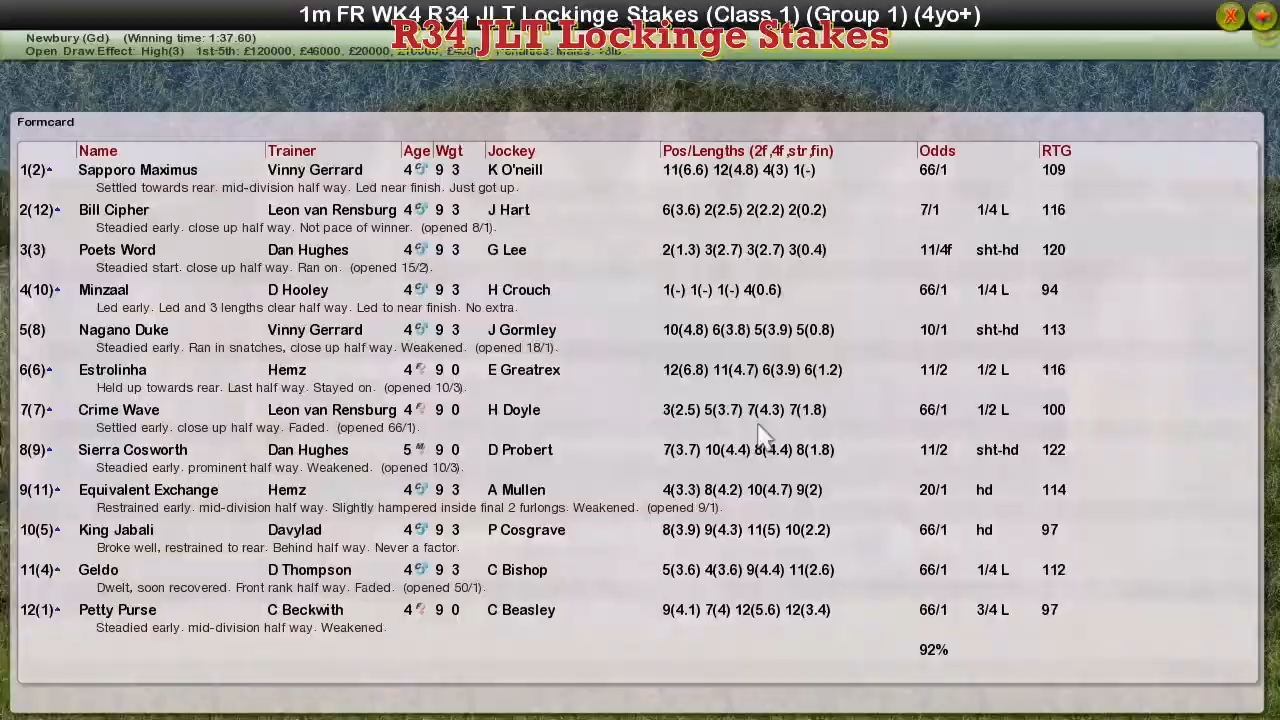 1m FR WK4 R34 JLT Lockinge Stakes (Class 1) (Group 1) (4yo+)
R34 JLT Lockinge Stakes
Newbury (Gd) (Winning time: 1:37.60)
Open. Draw Effect: High(3) 1st-5th: £120000, £46000, £20000,
Formcard
Name Trainer Age Wgt Jockey Pos/Lengths (2f,4f,str,fin) Odds RTG
1(2) Sapporo Maximus Vinny Gerrard 4 9 3 K O'neill 11(6.6) 12(4.8) 4(3) 1(-) 66/1 109
Settled towards rear. mid-division half way. Led near finish. Just got up.
2(12) Bill Cipher Leon van Rensburg 4 9 3 J Hart 6(3.6) 2(2.5) 2(2.2) 2(0.2) 7/1 1/4 L 116
Steadied early. close up half way. Not pace of winner. (opened 8/1).
3(3) Poets Word Dan Hughes 4 9 3 G Lee 2(1.3) 3(2.7) 3(2.7) 3(0.4) 11/4f sht-hd 120
Steadied start. close up half way. Ran on. (opened 15/2).
4(10) Minzaal D Hooley 4 9 3 H Crouch 1(-) 1(-) 1(-) 4(0.6) 66/1 1/4 L 94
Led early. Led and 3 lengths clear half way. Led to near finish. No extra.
5(8) Nagano Duke Vinny Gerrard 4 9 3 J Gormley 10(4.8) 6(3.8) 5(3.9) 5(0.8) 10/1 sht-hd 113
Steadied early. Ran in snatches, close up half way. Weakened. (opened 18/1).
6(6) Estrolinha Hemz 4 9 0 E Greatrex 12(6.8) 11(4.7) 6(3.9) 6(1.2) 11/2 1/2 L 116
Held up towards rear. Last half way. Stayed on. (opened 10/3).
7(7) Crime Wave Leon van Rensburg 4 9 0 H Doyle 3(2.5) 5(3.7) 7(4.3) 7(1.8) 66/1 1/2 L 100
Settled early. close up half way. Faded. (opened 66/1).
8(9) Sierra Cosworth Dan Hughes 5 9 0 D Probert 7(3.7) 10(4.4) 8(4.4) 8(1.8) 11/2 sht-hd 122
Steadied early. prominent half way. Weakened. (opened 10/3).
9(11) Equivalent Exchange Hemz 4 9 3 A Mullen 4(3.3) 8(4.2) 10(4.7) 9(2) 20/1 hd 114
Restrained early. mid-division half way. Slightly hampered inside final 2 furlongs. Weakened. (opened 9/1).
10(5) King Jabali Davylad 4 9 3 P Cosgrave 8(3.9) 9(4.3) 11(5) 10(2.2) 66/1 hd 97
Broke well, restrained to rear. Behind half way. Never a factor.
11(4) Geldo D Thompson 4 9 3 C Bishop 5(3.6) 4(3.6) 9(4.4) 11(2.6) 66/1 1/4 L 112
Dwelt, soon recovered. Front rank half way. Faded. (opened 50/1).
12(1) Petty Purse C Beckwith 4 9 0 C Beasley 9(4.1) 7(4) 12(5.6) 12(3.4) 66/1 3/4 L 97
Steadied early. mid-division half way. Weakened.
92%